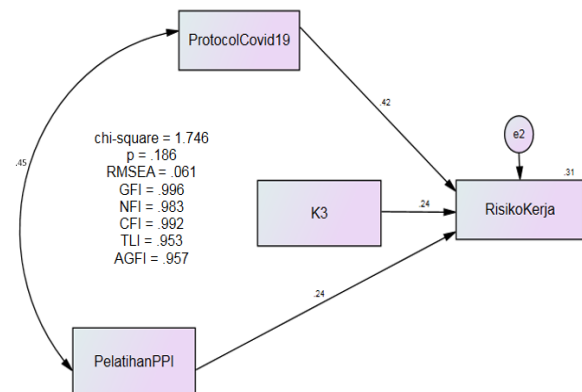 ProtocolCovid19
.42
e2
.45
chi-square = 1.746
p = .186
RMSEA = .061
GFI = .996
NFI = .983
CFI = .992
TLI = .953
AGFI = .957
.31
K3
.24
RisikoKerja
.24
PelatihanPPI